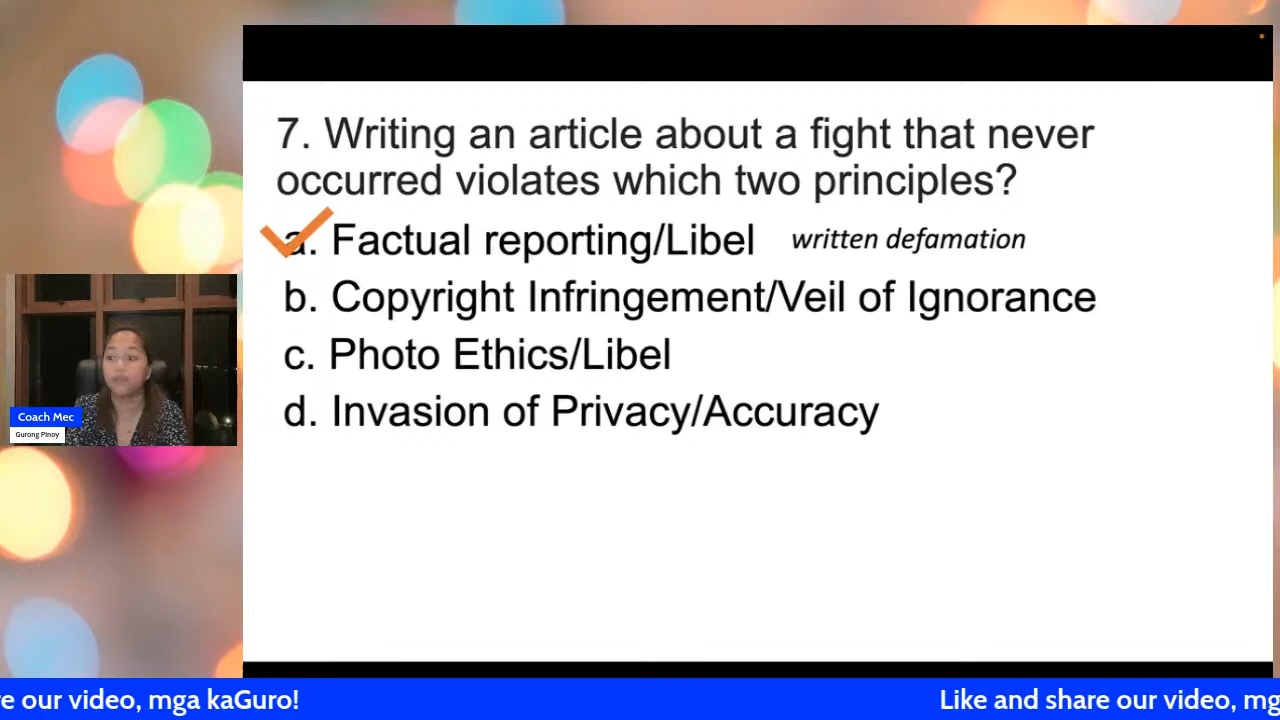 7. Writing an article about a fight that never
occurred violates which two principles?
a. Factual reporting/Libel written defamation
b. Copyright Infringement/Veil of Ignorance
c. Photo Ethics/Libel
d. Invasion of Privacy/Accuracy
Coach Mec
Gurong Pinoy
re our video, mga kaGuro! Like and share our video, mg